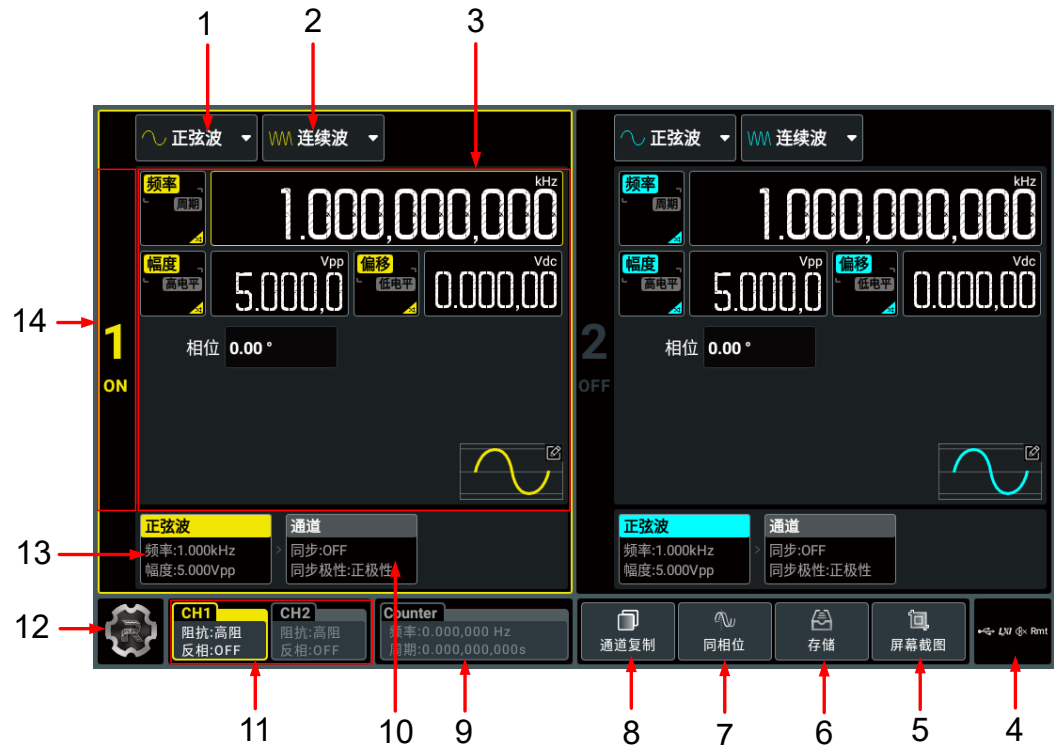 1 2 3
正弦波 连续波 正弦波 连续波
频率 周期 1.000,000,000 kHz 频率 周期 1.000,000,000 kHz
幅度 高电平 5.000,0 Vpp 偏移 低电平 0.000,00 Vdc 幅度 高电平 5.000,0 Vpp 偏移 低电平 0.000,00 Vdc
14
1 相位 0.00 ° 2 相位 0.00 °
ON OFF
正弦波 通道 正弦波 通道
13 频率:1.000kHz 同步:OFF 频率:1.000kHz 同步:OFF
幅度:5.000Vpp 同步极性:正极性 幅度:5.000Vpp 同步极性:正极性
CH1 CH2 Counter
12 阻抗:高阻 阻抗:高阻 频率:0.000,000 Hz LXI Rmt
反相:OFF 反相:OFF 周期:0.000,000,000s 通道复制 同相位 存储 屏幕截图
11 10 9 8 7 6 5 4